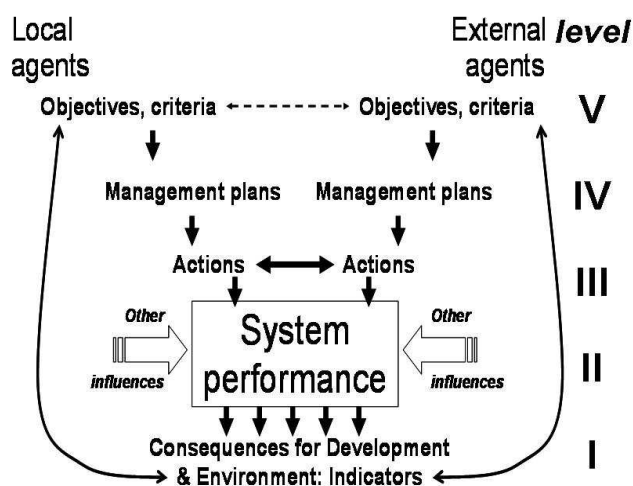 Local agents
External agents
level
Objectives, criteria
Objectives, criteria
V
Management plans
Management plans
IV
Actions
Actions
III
Other influences
System performance
Other influences
II
Consequences for Development
& Environment: Indicators
I